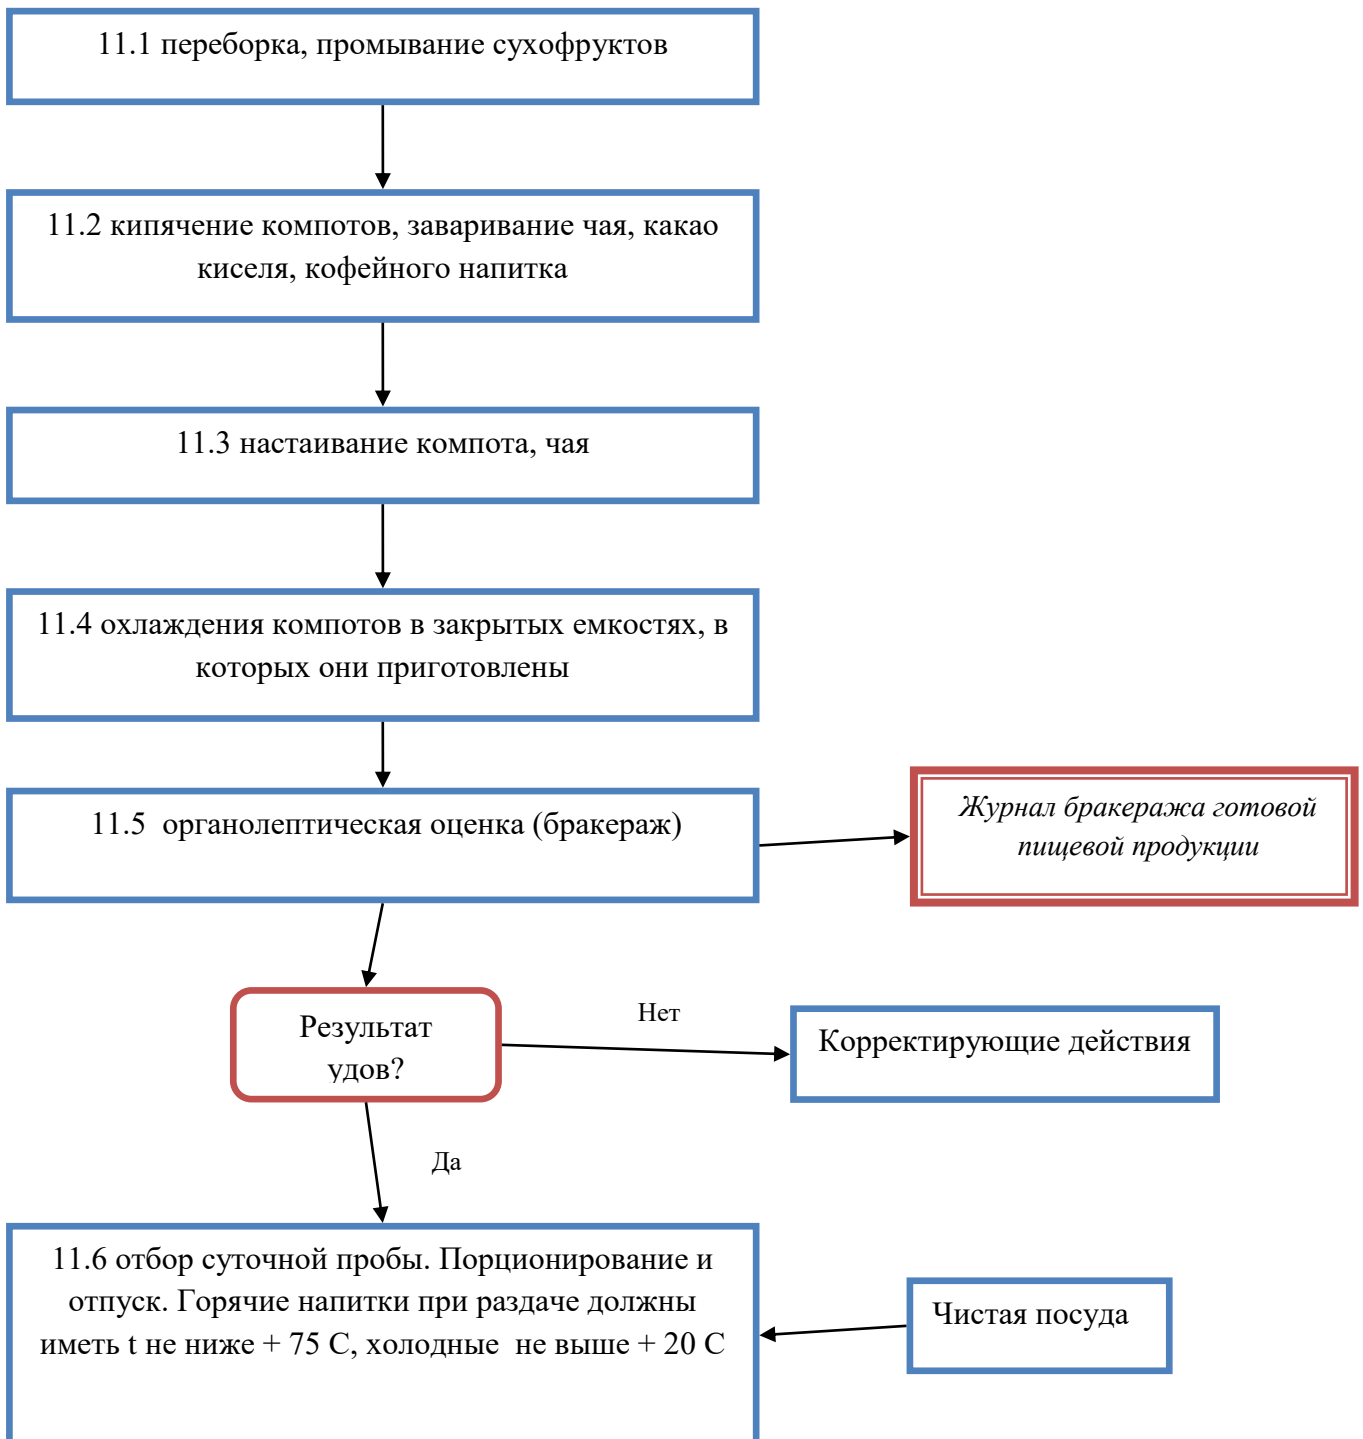 11.1 переборка, промывание сухофруктов
11.2 кипячение компотов, заваривание чая, какао
киселя, кофейного напитка
11.3 настаивание компота, чая
11.4 охлаждения компотов в закрытых емкостях, в
которых они приготовлены
11.5  органолептическая оценка (бракераж)
Журнал бракеража готовой
пищевой продукции
Результат
удов?
Нет
Корректирующие действия
Да
11.6 отбор суточной пробы. Порционирование и
отпуск. Горячие напитки при раздаче должны
иметь t не ниже + 75 С, холодные  не выше + 20 С
Чистая посуда